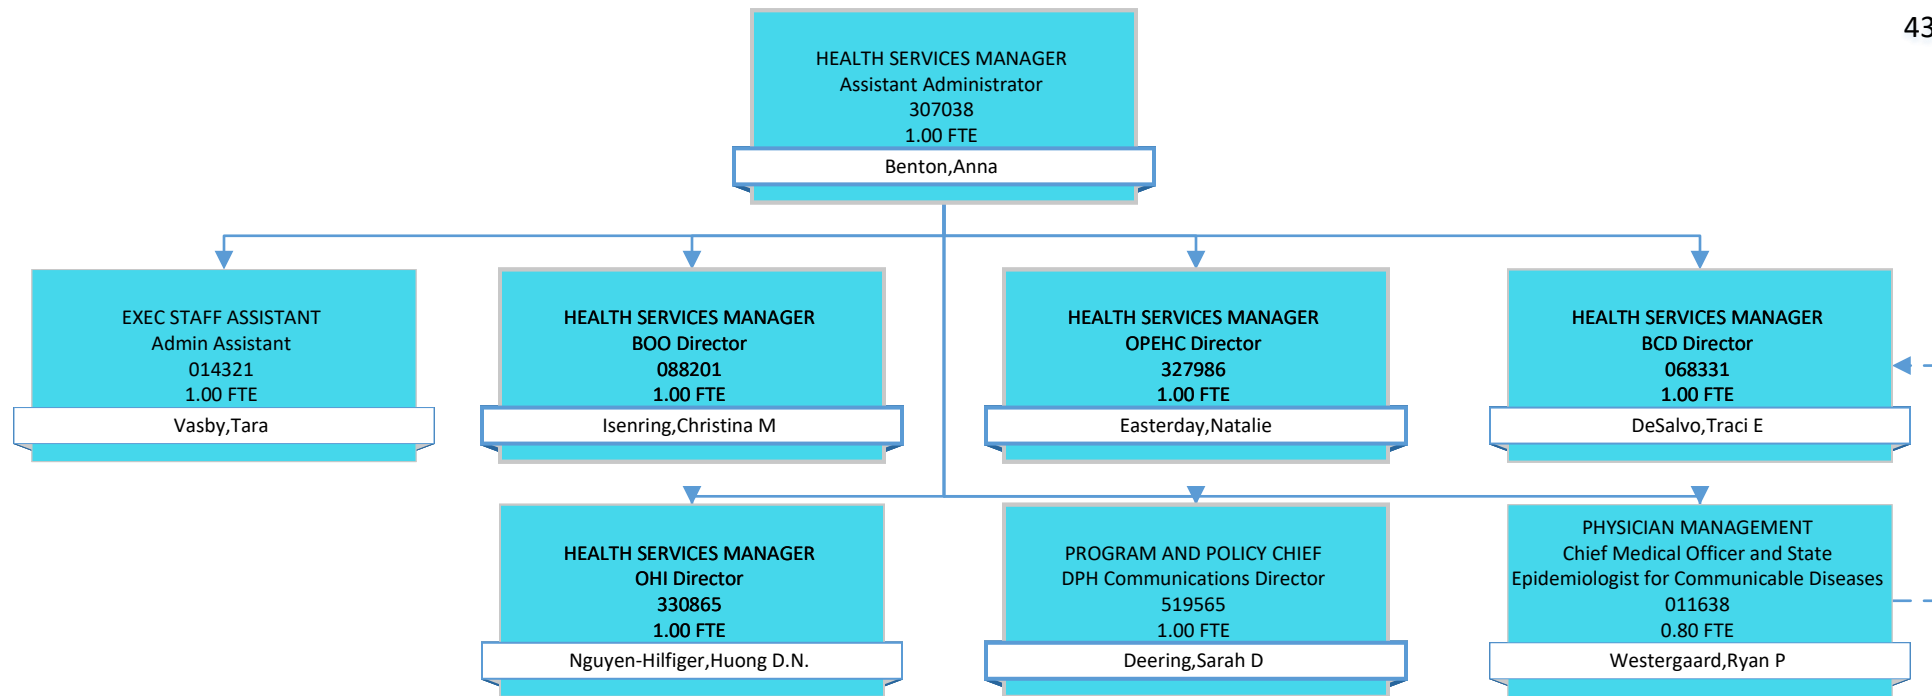 43
HEALTH SERVICES MANAGER
Assistant Administrator
307038
1.00 FTE
Benton,Anna
EXEC STAFF ASSISTANT
Admin Assistant
014321
1.00 FTE
Vasby,Tara
HEALTH SERVICES MANAGER
BOO Director
088201
1.00 FTE
Isenring,Christina M
HEALTH SERVICES MANAGER
OPEHC Director
327986
1.00 FTE
Easterday,Natalie
HEALTH SERVICES MANAGER
BCD Director
068331
1.00 FTE
DeSalvo,Traci E
HEALTH SERVICES MANAGER
OHI Director
330865
1.00 FTE
Nguyen-Hilfiger,Huong D.N.
PROGRAM AND POLICY CHIEF
DPH Communications Director
519565
1.00 FTE
Deering,Sarah D
PHYSICIAN MANAGEMENT
Chief Medical Officer and State
Epidemiologist for Communicable Diseases
011638
0.80 FTE
Westergaard,Ryan P